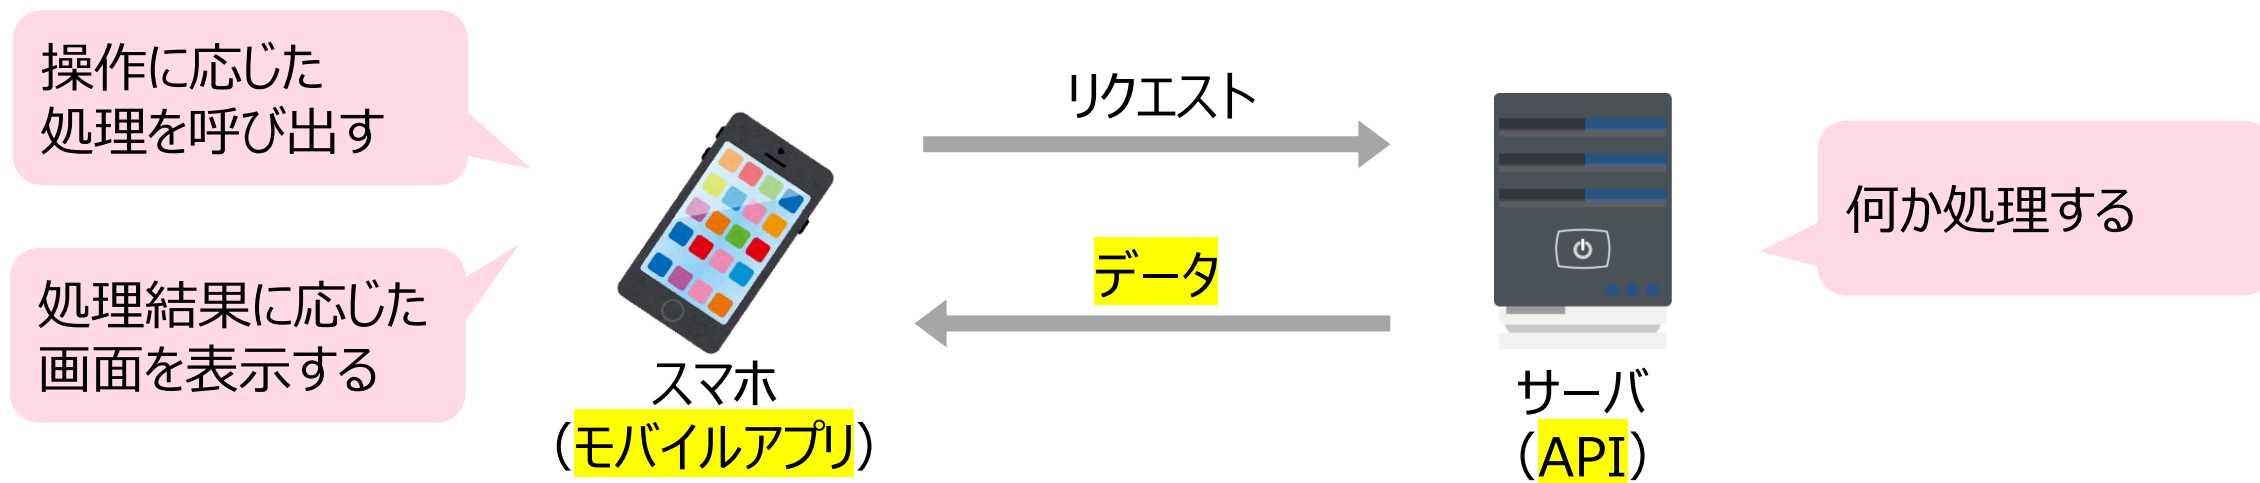 操作に応じた
処理を呼び出す
処理結果に応じた
画面を表示する
スマホ
（モバイルアプリ）
リクエスト
データ
サーバ
（API）
何か処理する